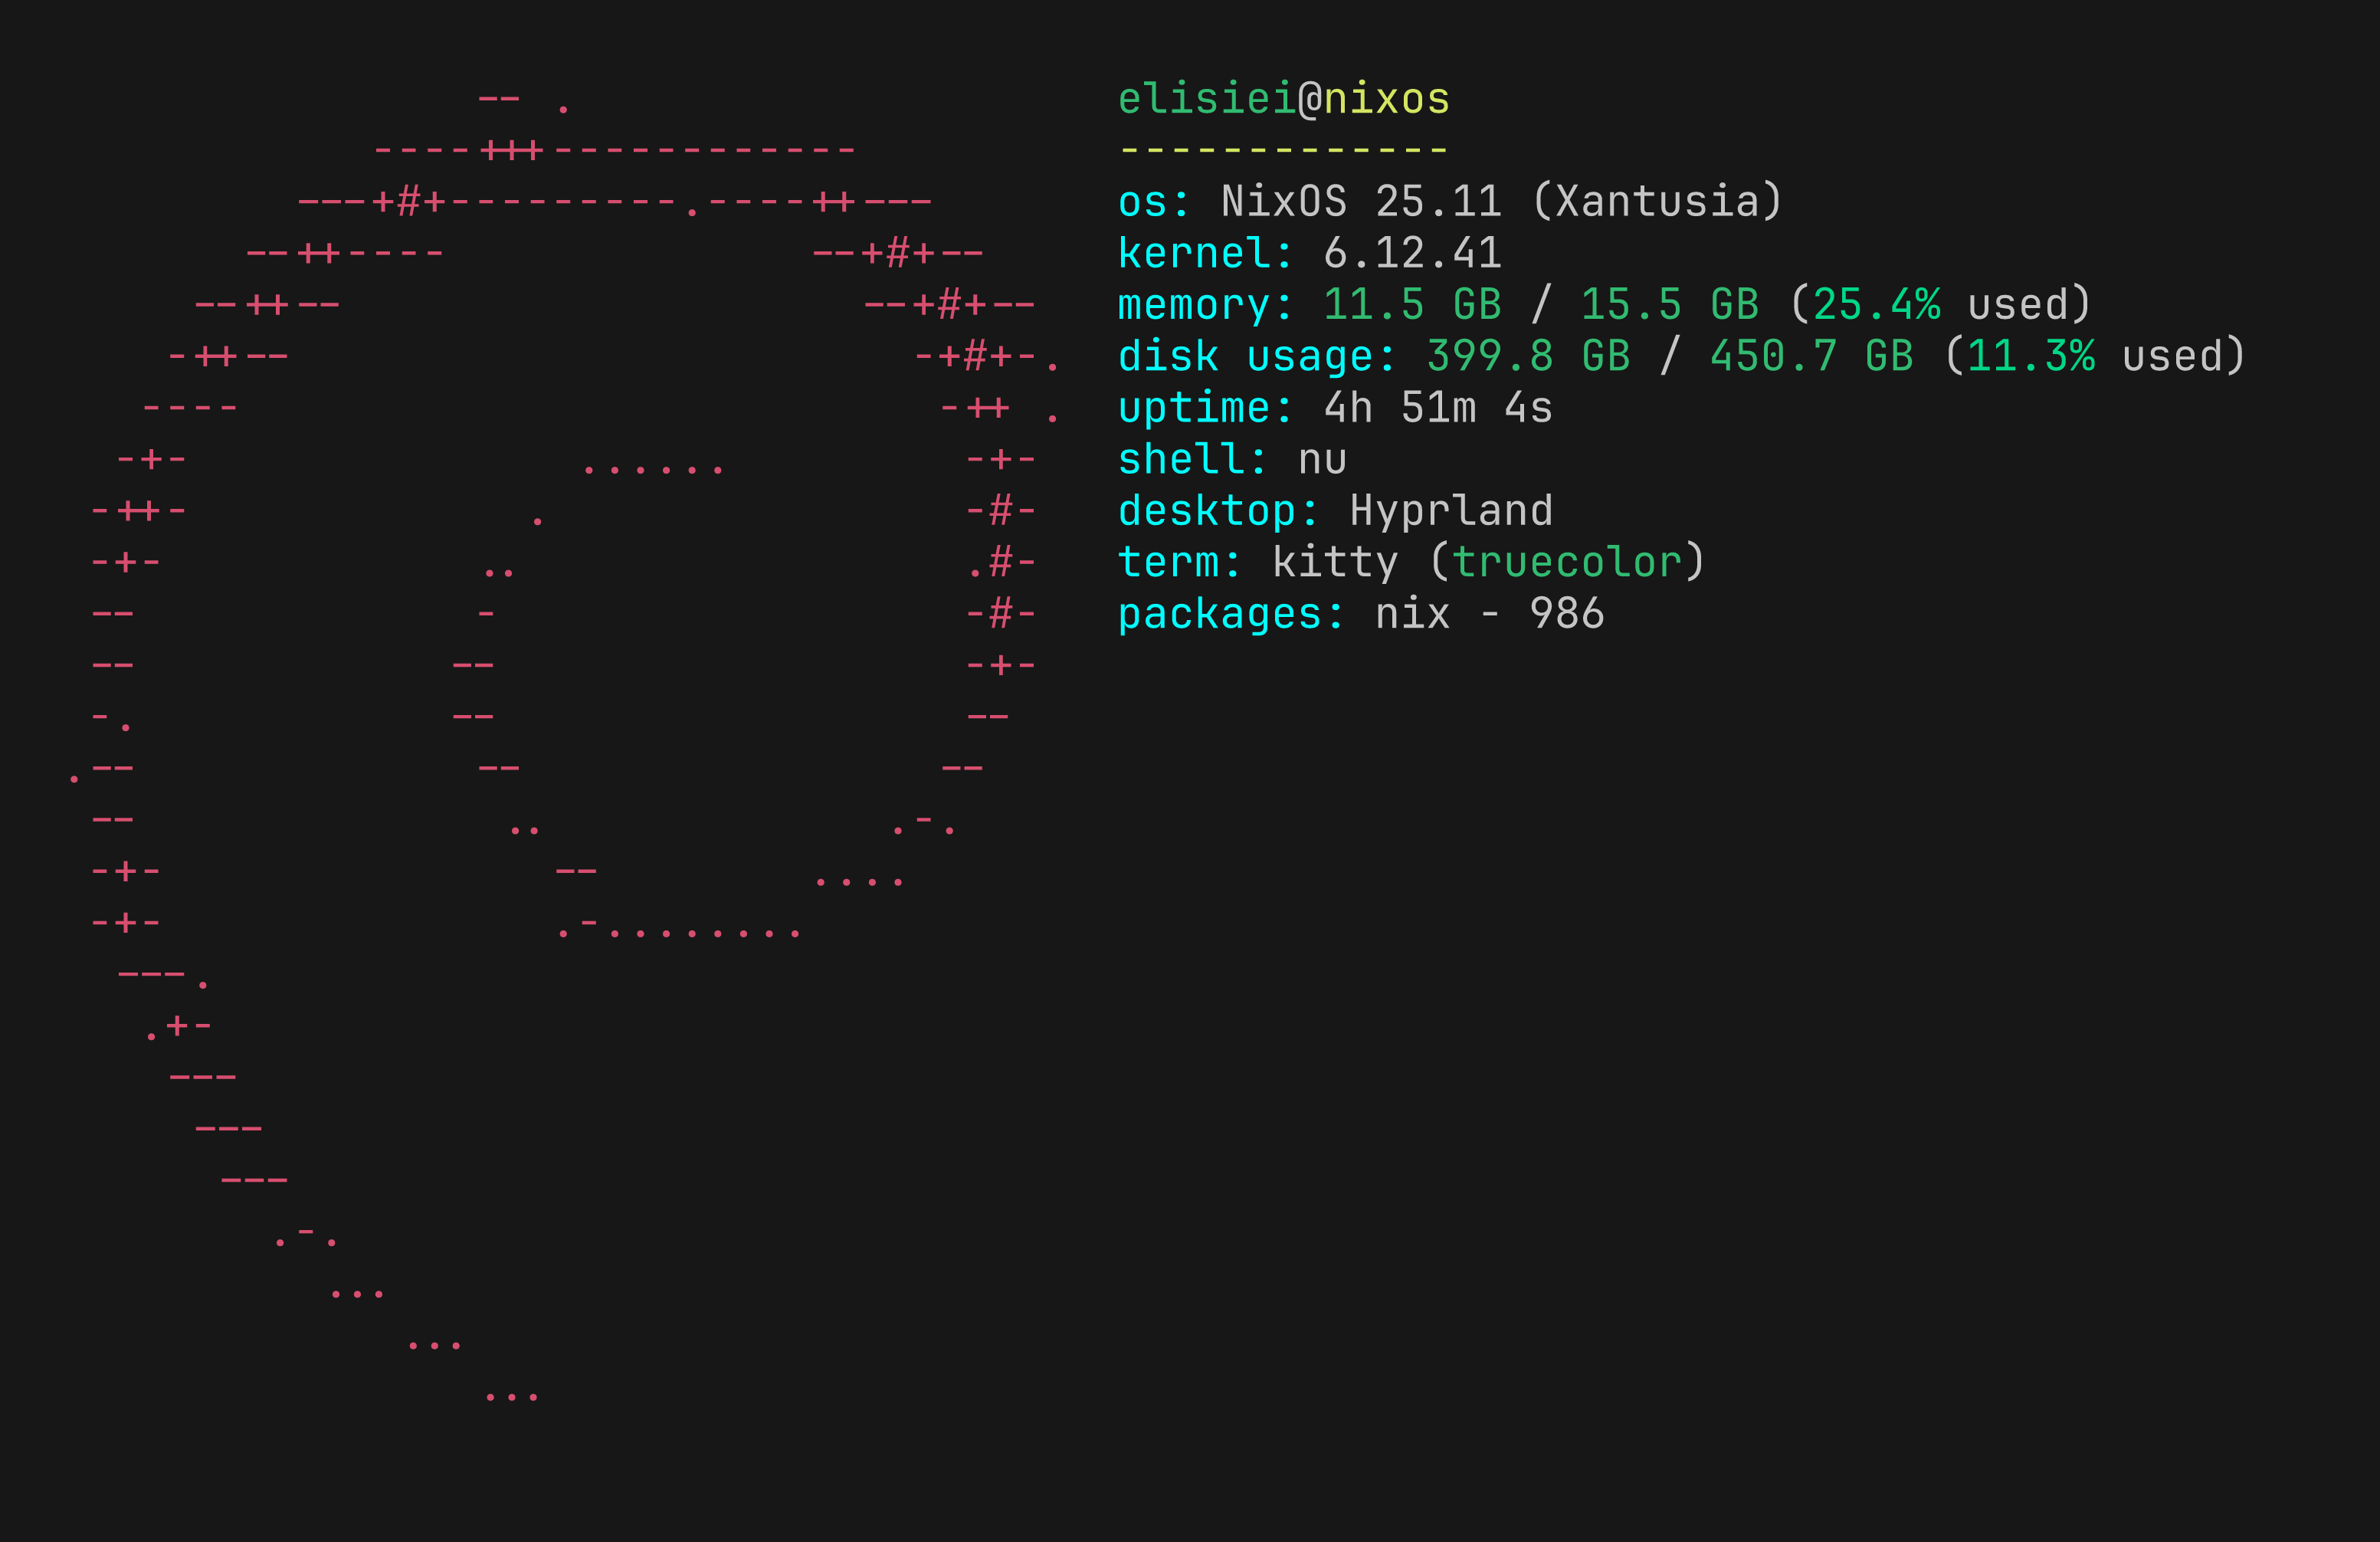 elisiei@nixos
-------------
os: NixOS 25.11 (Xantusia)
kernel: 6.12.41
memory: 11.5 GB / 15.5 GB (25.4% used)
disk usage: 399.8 GB / 450.7 GB (11.3% used)
uptime: 4h 51m 4s
shell: nu
desktop: Hyprland
term: kitty (truecolor)
packages: nix - 986